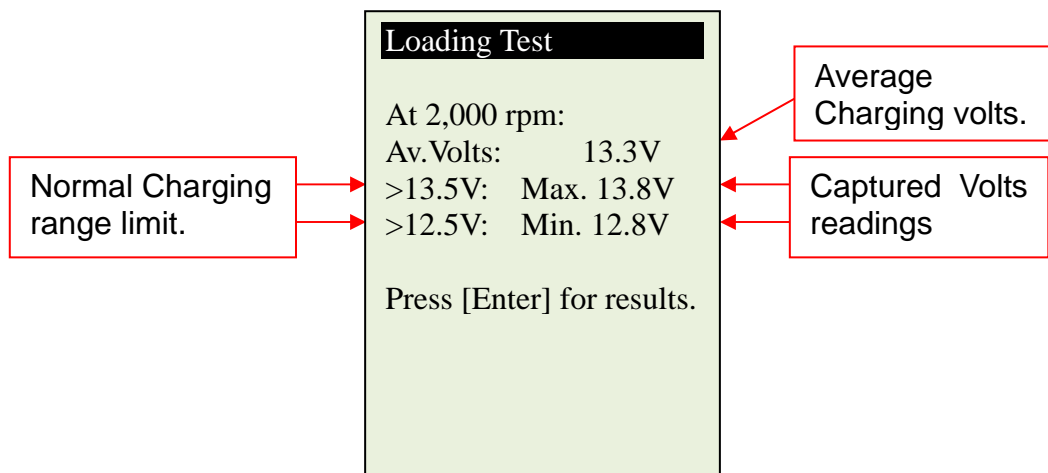 Loading Test
At 2,000 rpm:
Av.Volts: 13.3V
>13.5V: Max. 13.8V
>12.5V: Min. 12.8V
Press [Enter] for results.
Normal Charging
range limit.
Average
Charging volts.
Captured Volts
readings